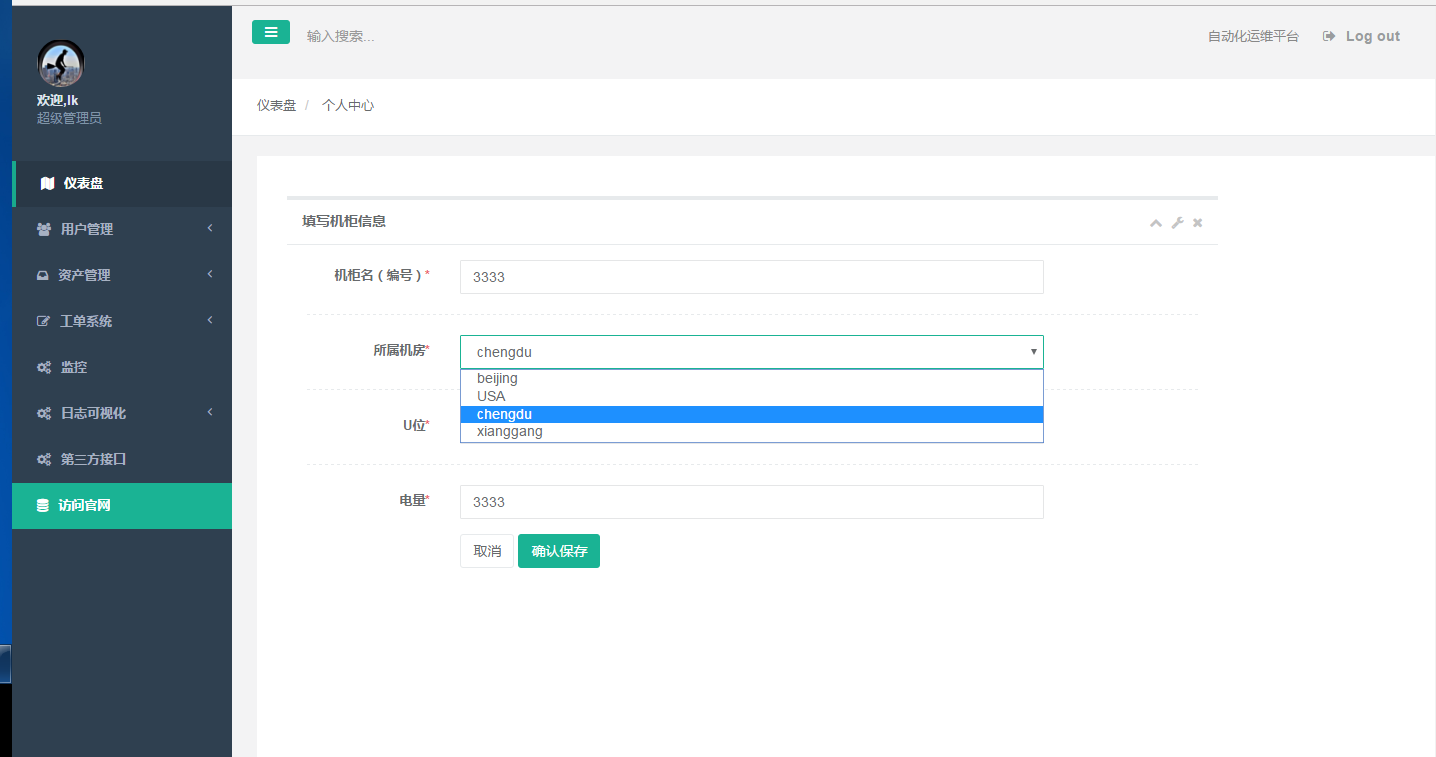 欢迎,lk
超级管理员
仪表盘
用户管理
资产管理
工单系统
监控
日志可视化
第三方接口
访问官网
输入搜索...
自动化运维平台
Log out
仪表盘 / 个人中心
填写机柜信息
机柜名 ( 编号 ) *
3333
所属机房*
chengdu
beijing
USA
chengdu
xianggang
U位*
电量*
3333
取消
确认保存